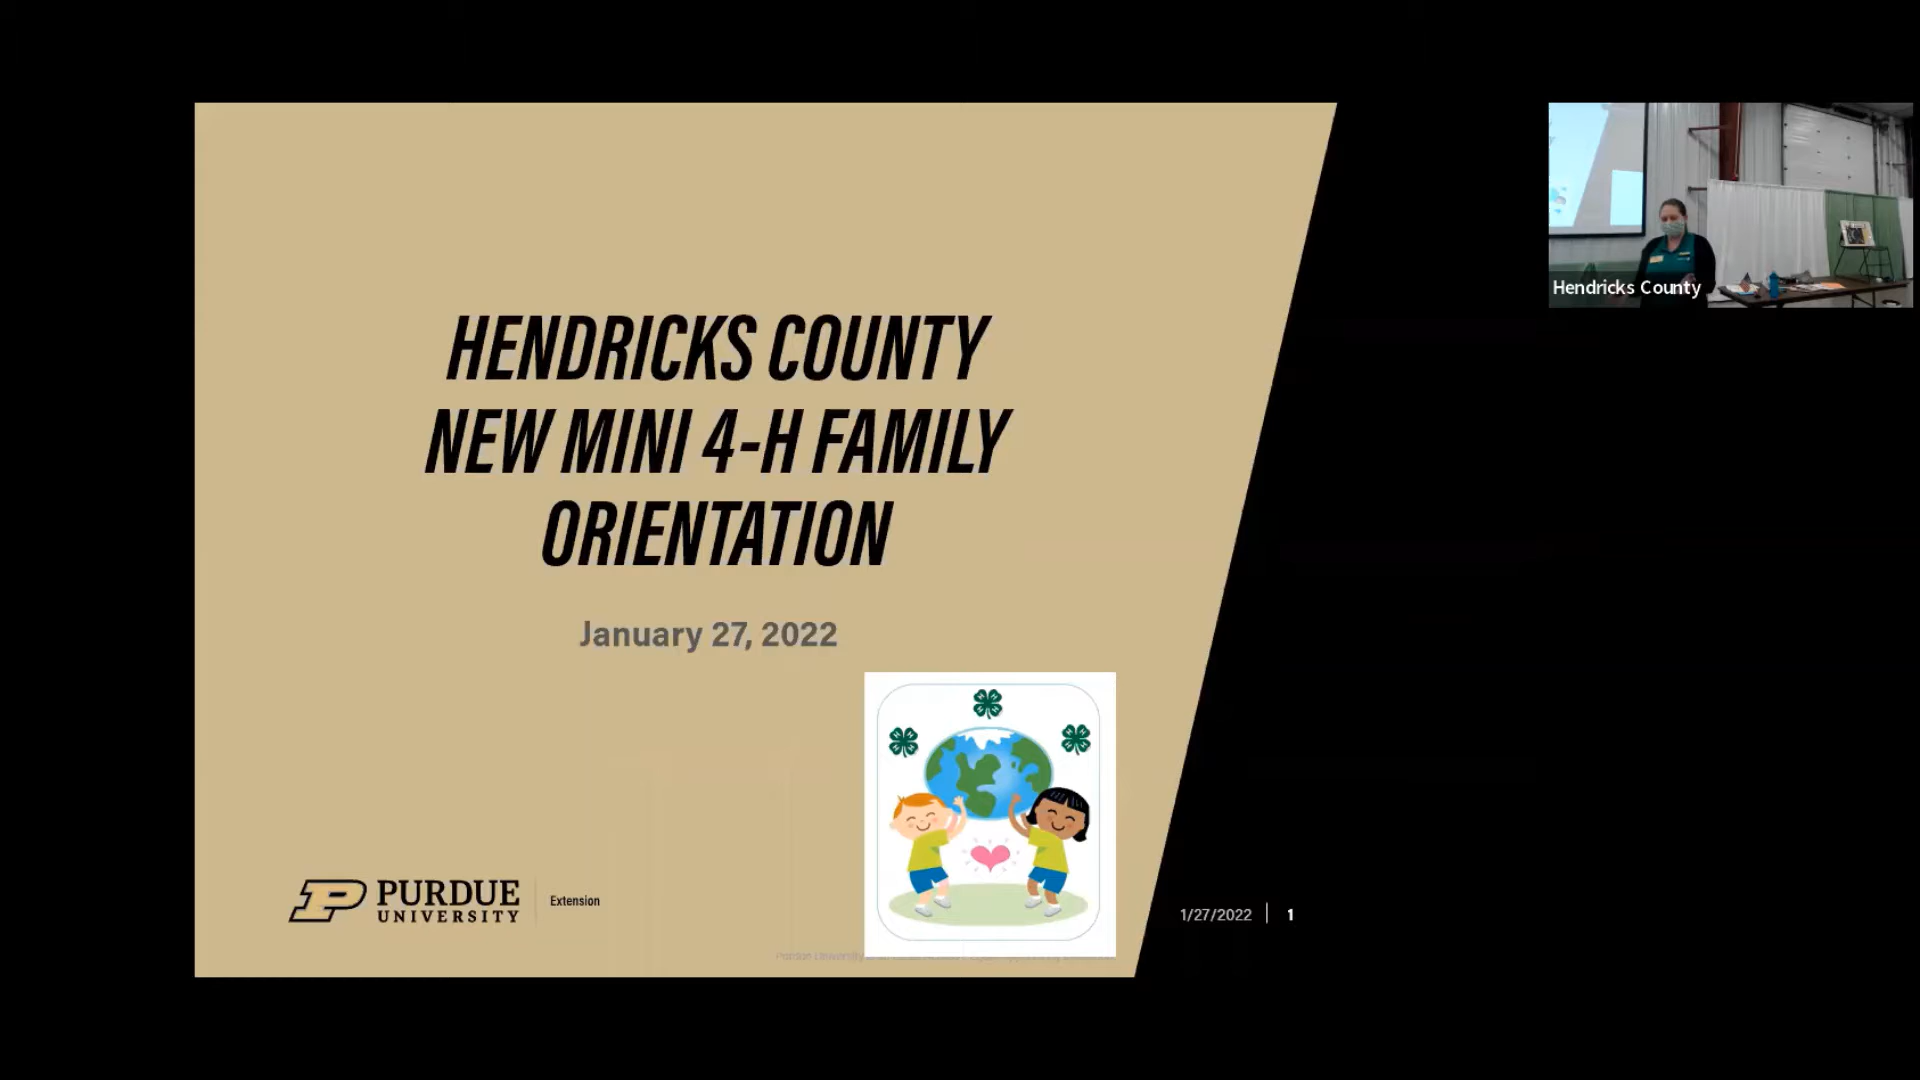 HENDRICKS COUNTY
NEW MINI 4-H FAMILY
ORIENTATION
January 27, 2022
PURDUE
UNIVERSITY
Extension
1/27/2022 | 1
Hendricks County